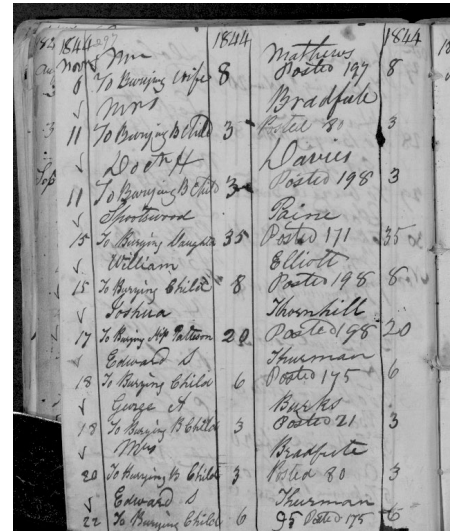 1844 1844 1844
Novr Mr Mathews
8 To Burying Wife 8 Posted 197 8
Mrs Bradfute
11 To Burying B Child 3 Posted 80 3
Doct H Davies
11 To Burying B Child 3 Posted 198 3
Spotswood Paine
15 To Burying Daughter 35 Posted 171 35
William Elliott
15 To Burying Child 8 Posted 198 8
Joshua Thornhill
17 To Burying Patterson 20 Posted 198 20
Edward S Thurman
18 To Burying Child 6 Posted 175 6
George A Burks
18 To Burying B Child 3 Posted 21 3
Mrs Bradfute
20 To Burying B Child 3 Posted 80 3
Edward S Thurman
22 To Burying Child 6 Posted 175 6